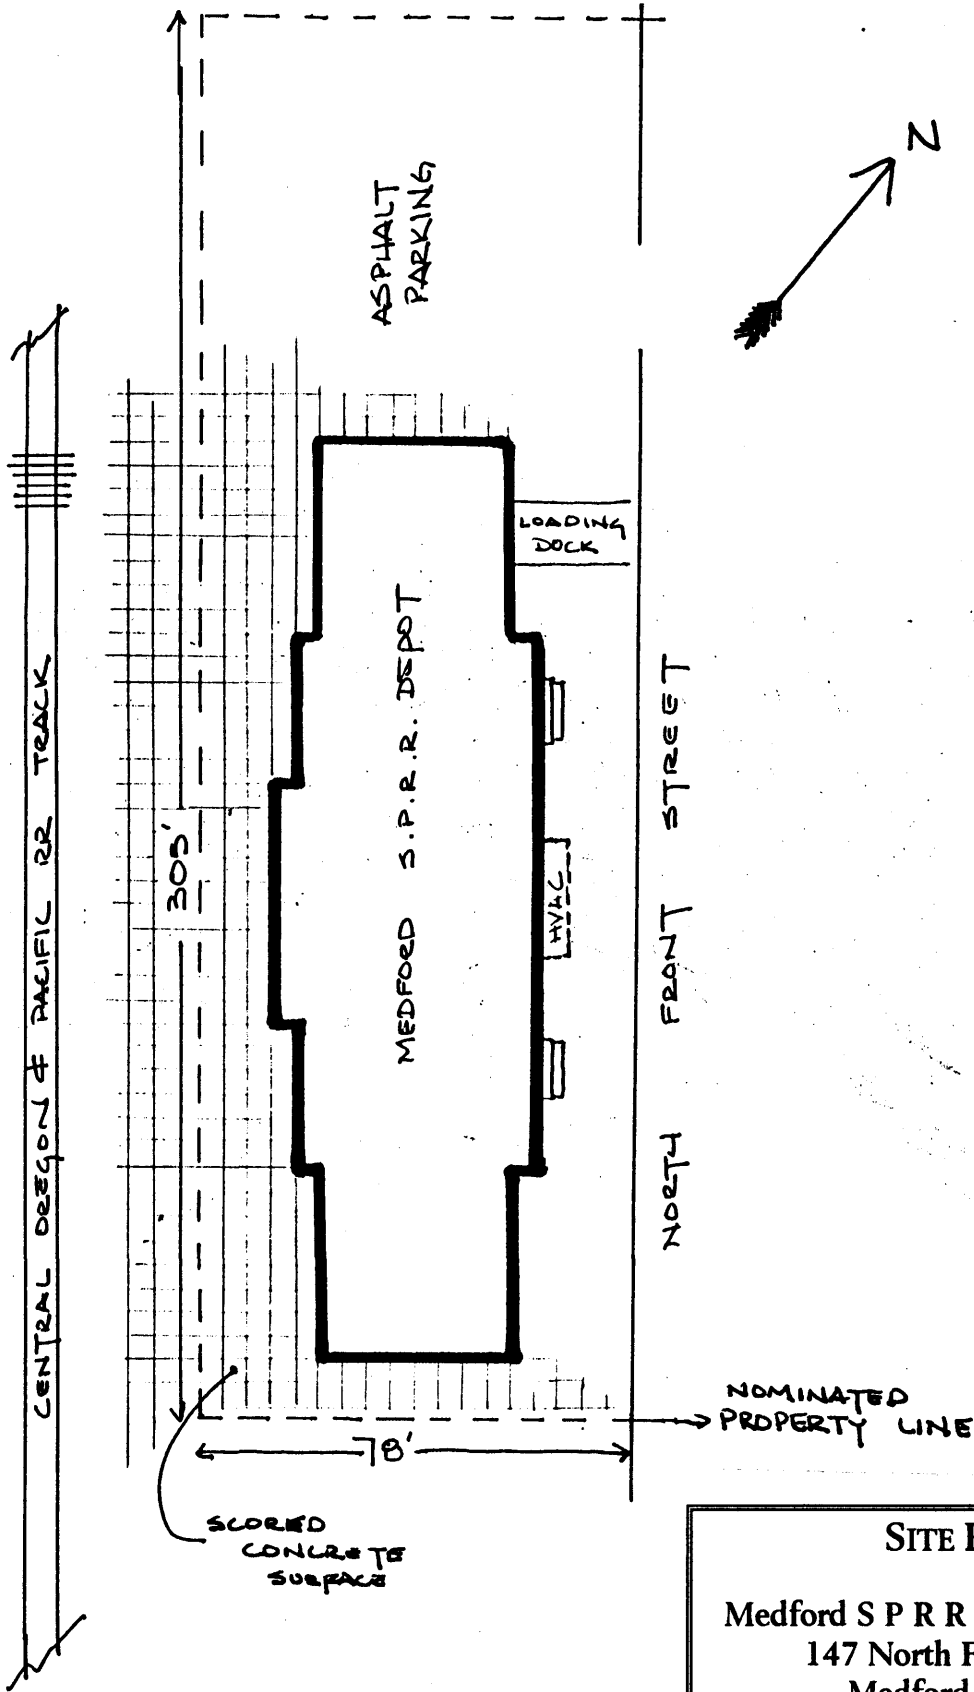 N
ASPHALT
PARKING
LOADING
DOCK
MEDFORD S.P.R.R. DEPOT
HVAC
CENTRAL OREGON & PACIFIC RR TRACK
305'
NORTH FRONT STREET
NOMINATED
PROPERTY LINE
78'
SCORED
CONCRETE
SURFACE
SITE
Medford S P R R
147 North
Medford